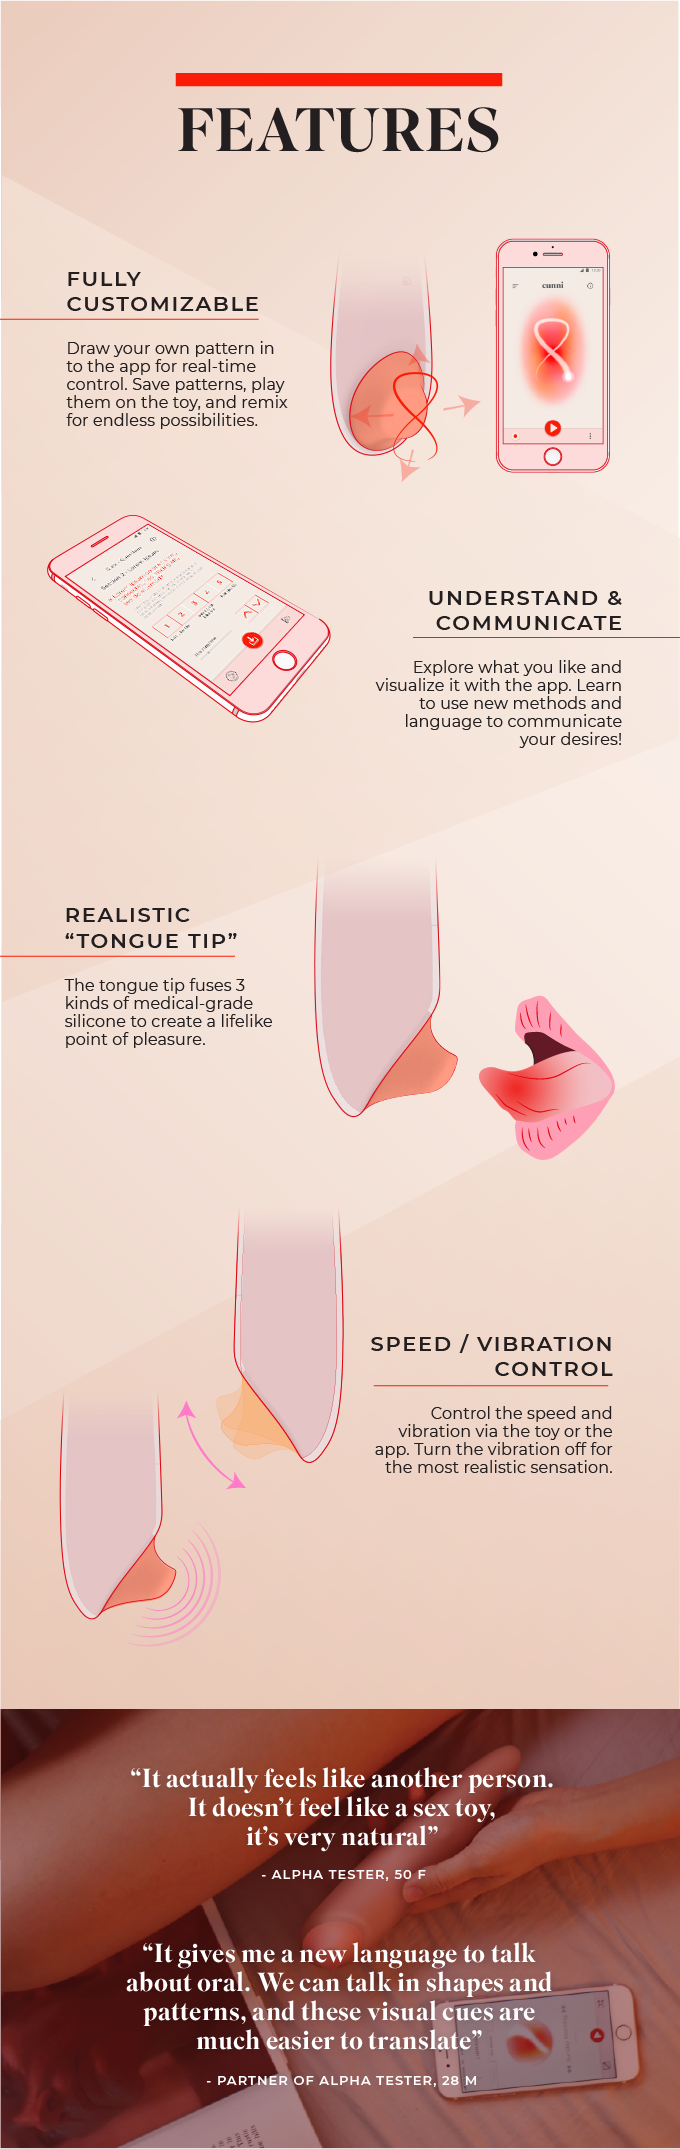 FEATURES
FULLY
CUSTOMIZABLE
Draw your own pattern in
to the app for real-time
control. Save patterns, play
them on the toy, and remix
for endless possibilities.
cunni
1 2 3 4 5
UNDERSTAND &
COMMUNICATE
Explore what you like and
visualize it with the app. Learn
to use new methods and
language to communicate
your desires!
REALISTIC
“TONGUE TIP”
The tongue tip fuses 3
kinds of medical-grade
silicone to create a lifelike
point of pleasure.
SPEED / VIBRATION
CONTROL
Control the speed and
vibration via the toy or the
app. Turn the vibration off for
the most realistic sensation.
“It actually feels like another person.
It doesn’t feel like a sex toy,
it’s very natural”
- ALPHA TESTER, 50 F
“It gives me a new language to talk
about oral. We can talk in shapes and
patterns, and these visual cues are
much easier to translate”
- PARTNER OF ALPHA TESTER, 28 M